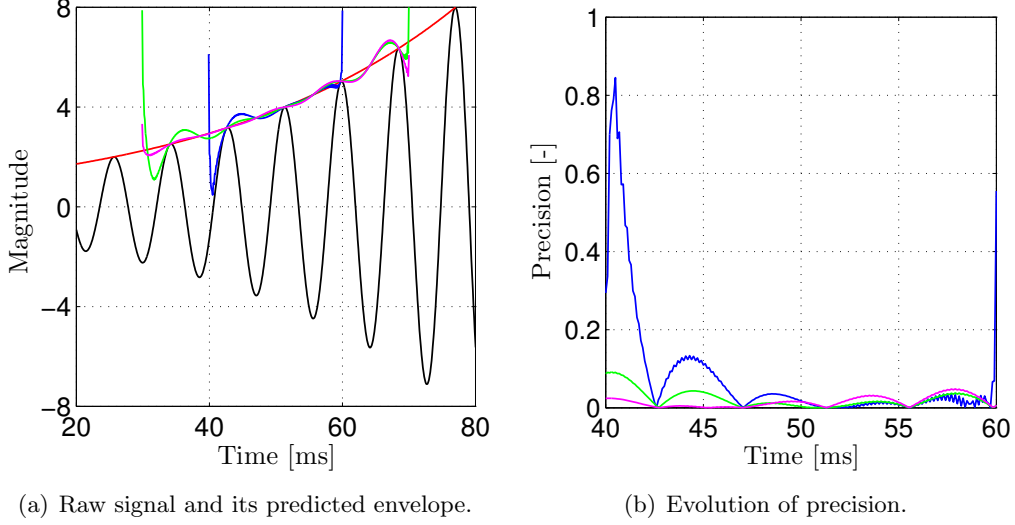 8
4
0
−4
−8
Magnitude
20 40 60 80
Time [ms]
(a) Raw signal and its predicted envelope.
1
0.8
0.6
0.4
0.2
0
Precision [-]
40 45 50 55 60
Time [ms]
(b) Evolution of precision.